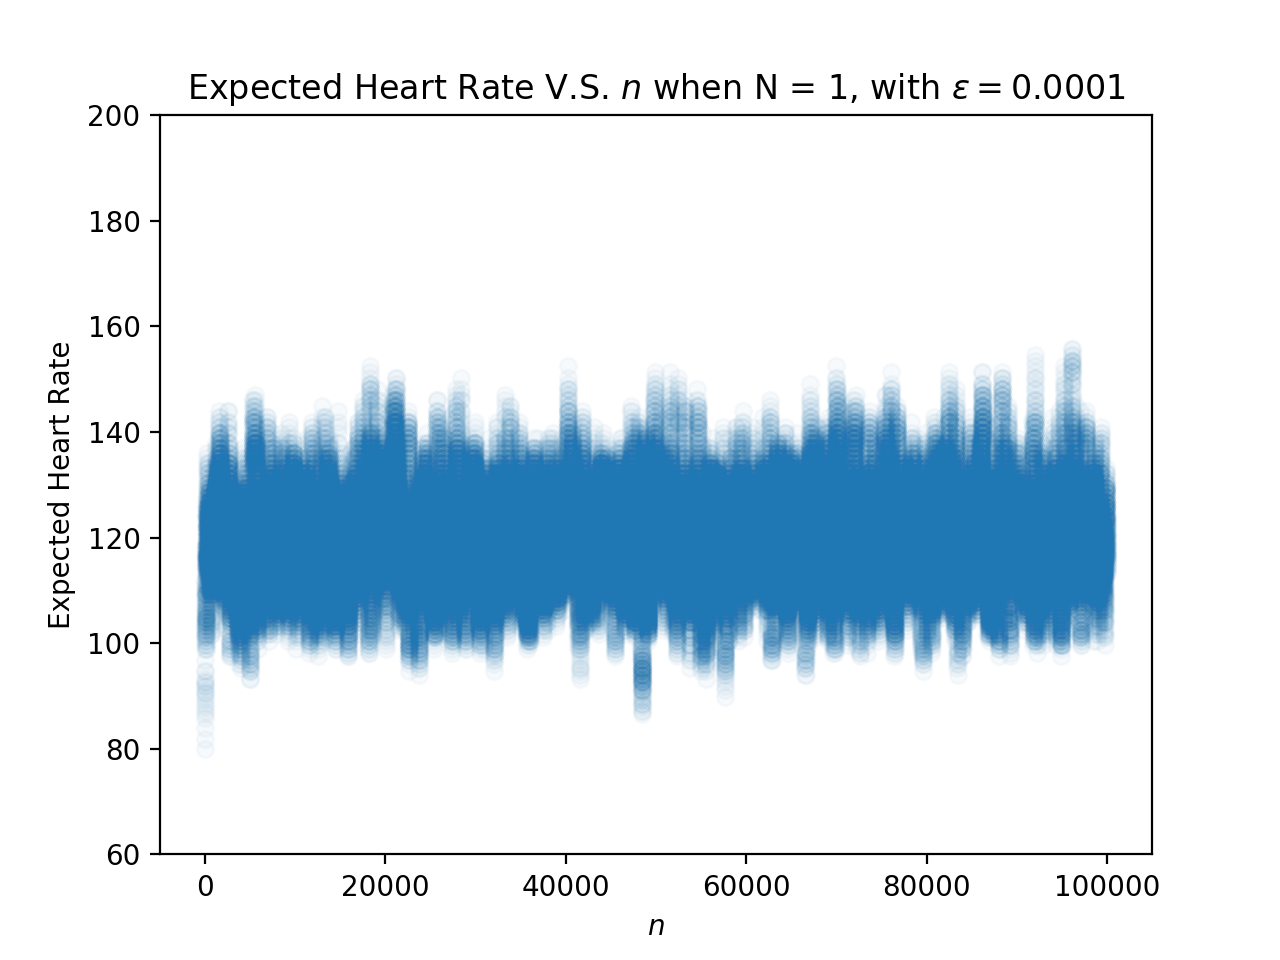 Expected Heart Rate V.S. n when N = 1, with ε = 0.0001
200
180
160
140
120
100
80
60
Expected Heart Rate
0 20000 40000 60000 80000 100000
n